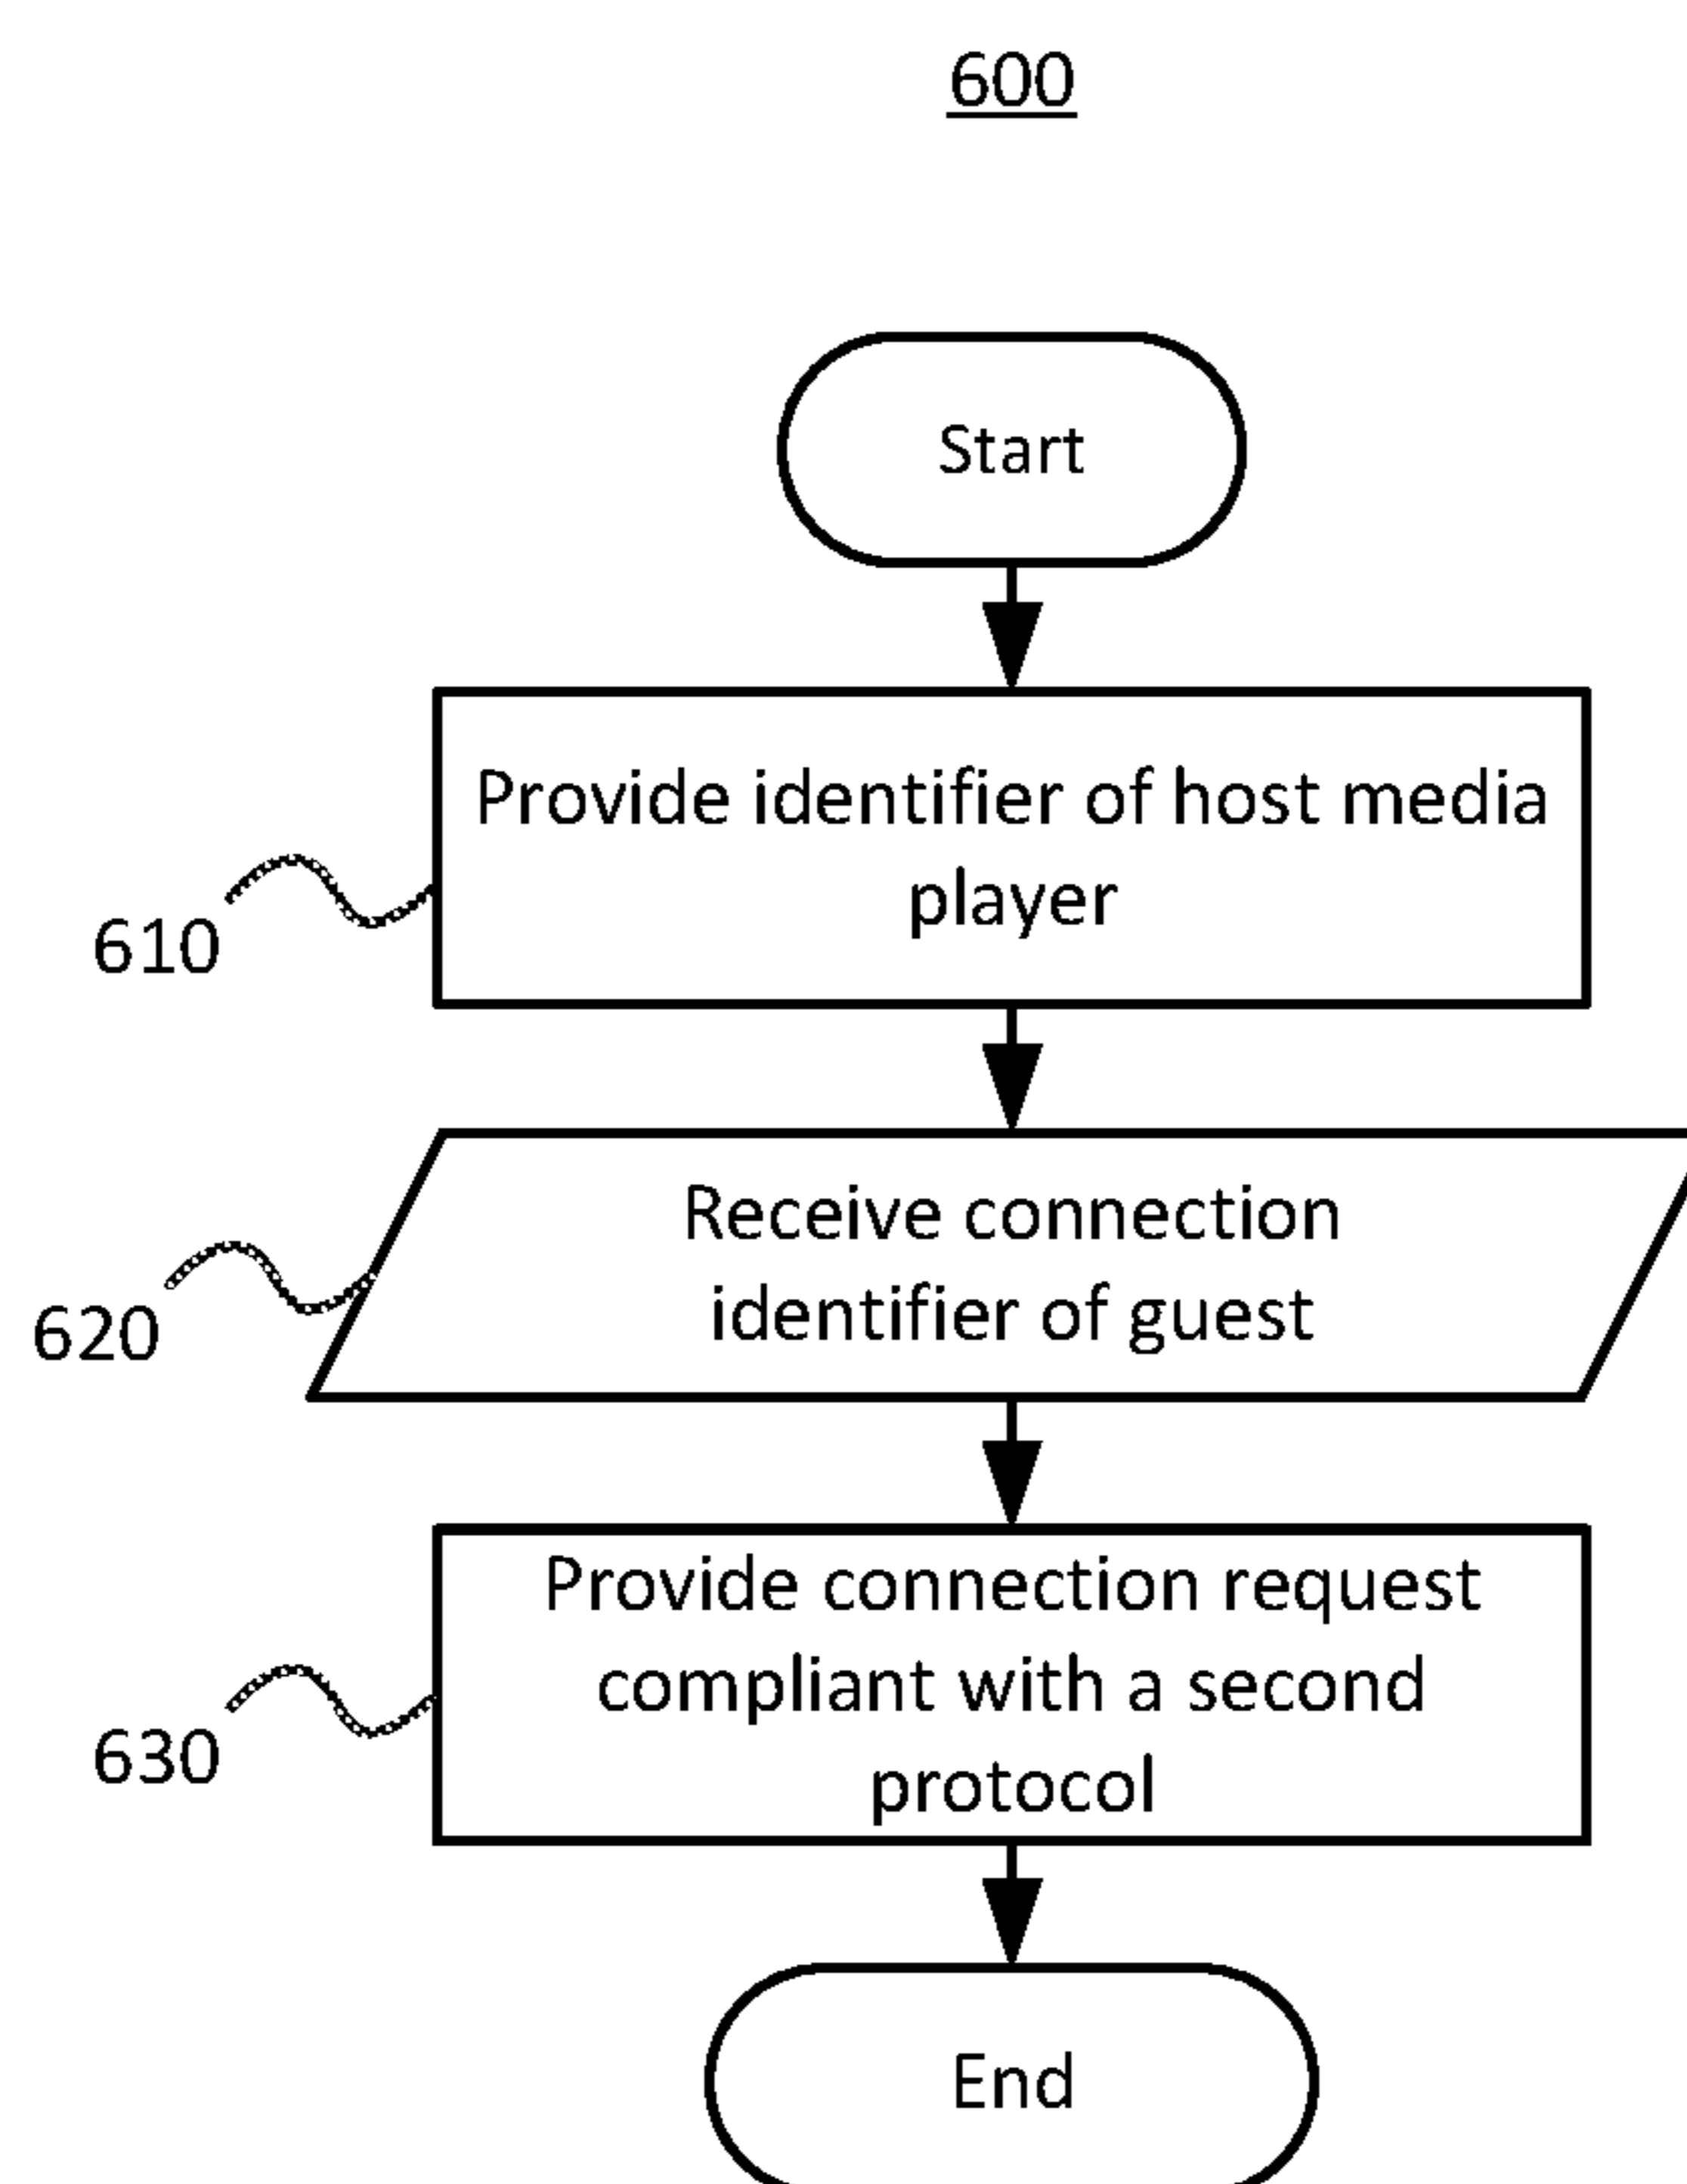 600
Start
Provide identifier of host media
player
610
Receive connection
identifier of guest
620
Provide connection request
compliant with a second
protocol
630
End